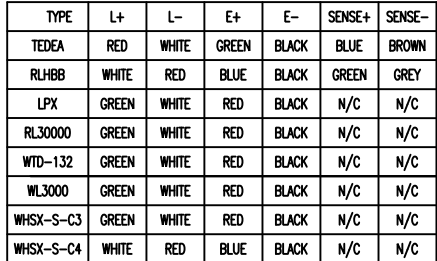 TYPE L+ L- E+ E- SENSE+ SENSE-
TEDEA RED WHITE GREEN BLACK BLUE BROWN
RLHBB WHITE RED BLUE BLACK GREEN GREY
LPX GREEN WHITE RED BLACK N/C N/C
RL30000 GREEN WHITE RED BLACK N/C N/C
WTD-132 GREEN WHITE RED BLACK N/C N/C
WL3000 GREEN WHITE RED BLACK N/C N/C
WHSX-S-C3 GREEN WHITE RED BLACK N/C N/C
WHSX-S-C4 WHITE RED BLUE BLACK N/C N/C